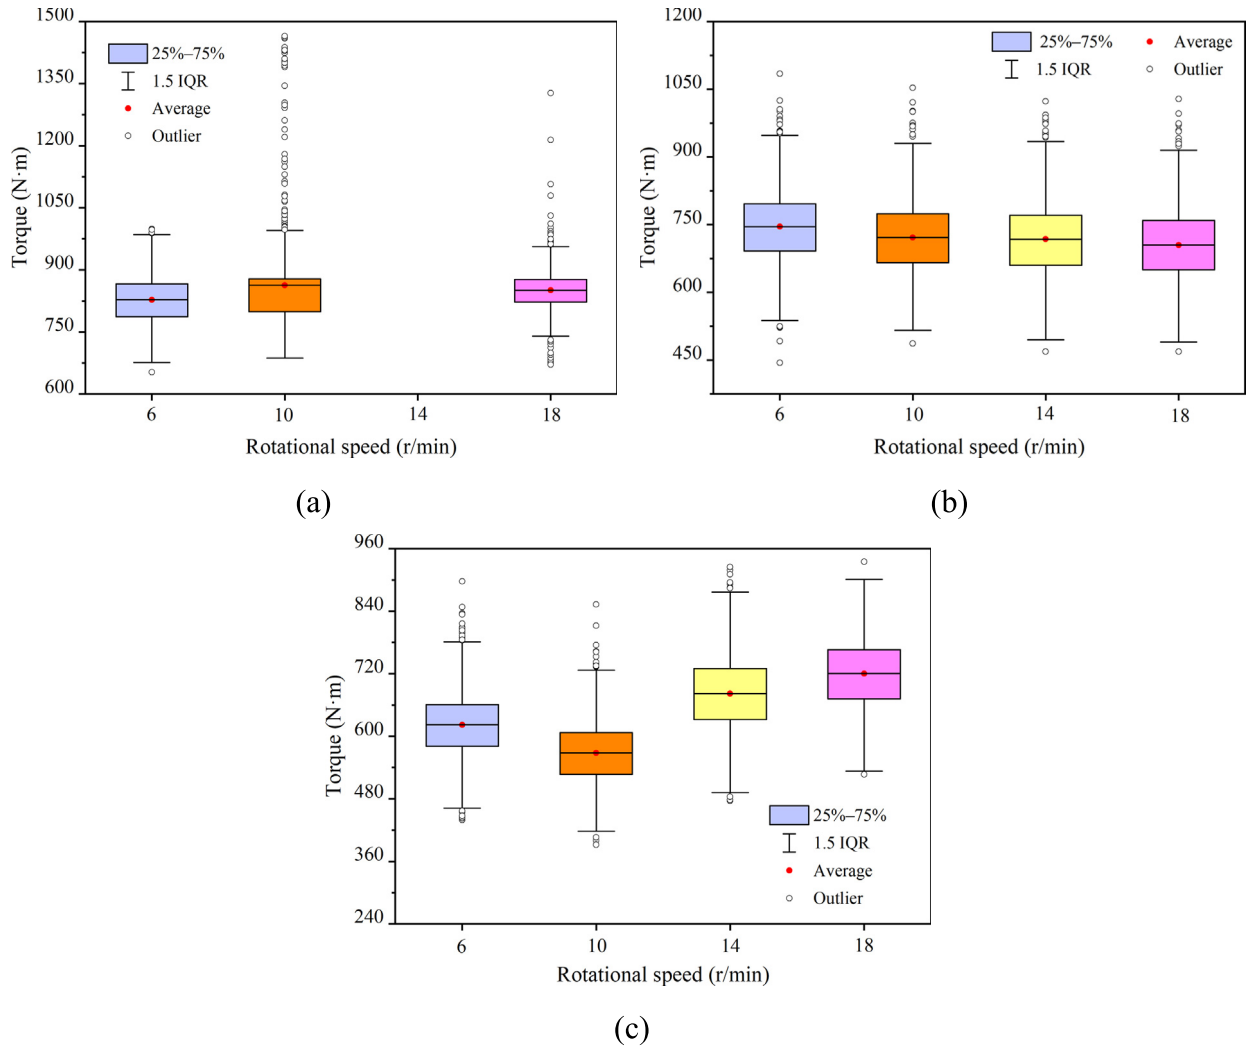 1500
1350
1200
1050
900
750
600
Torque (N·m)
25%–75%
1.5 IQR
Average
Outlier
6
10
14
18
Rotational speed (r/min)
(a)
1200
1050
900
750
600
450
Torque (N·m)
25%–75%
Average
1.5 IQR
Outlier
6
10
14
18
Rotational speed (r/min)
(b)
960
840
720
600
480
360
240
Torque (N·m)
25%–75%
1.5 IQR
Average
Outlier
6
10
14
18
Rotational speed (r/min)
(c)